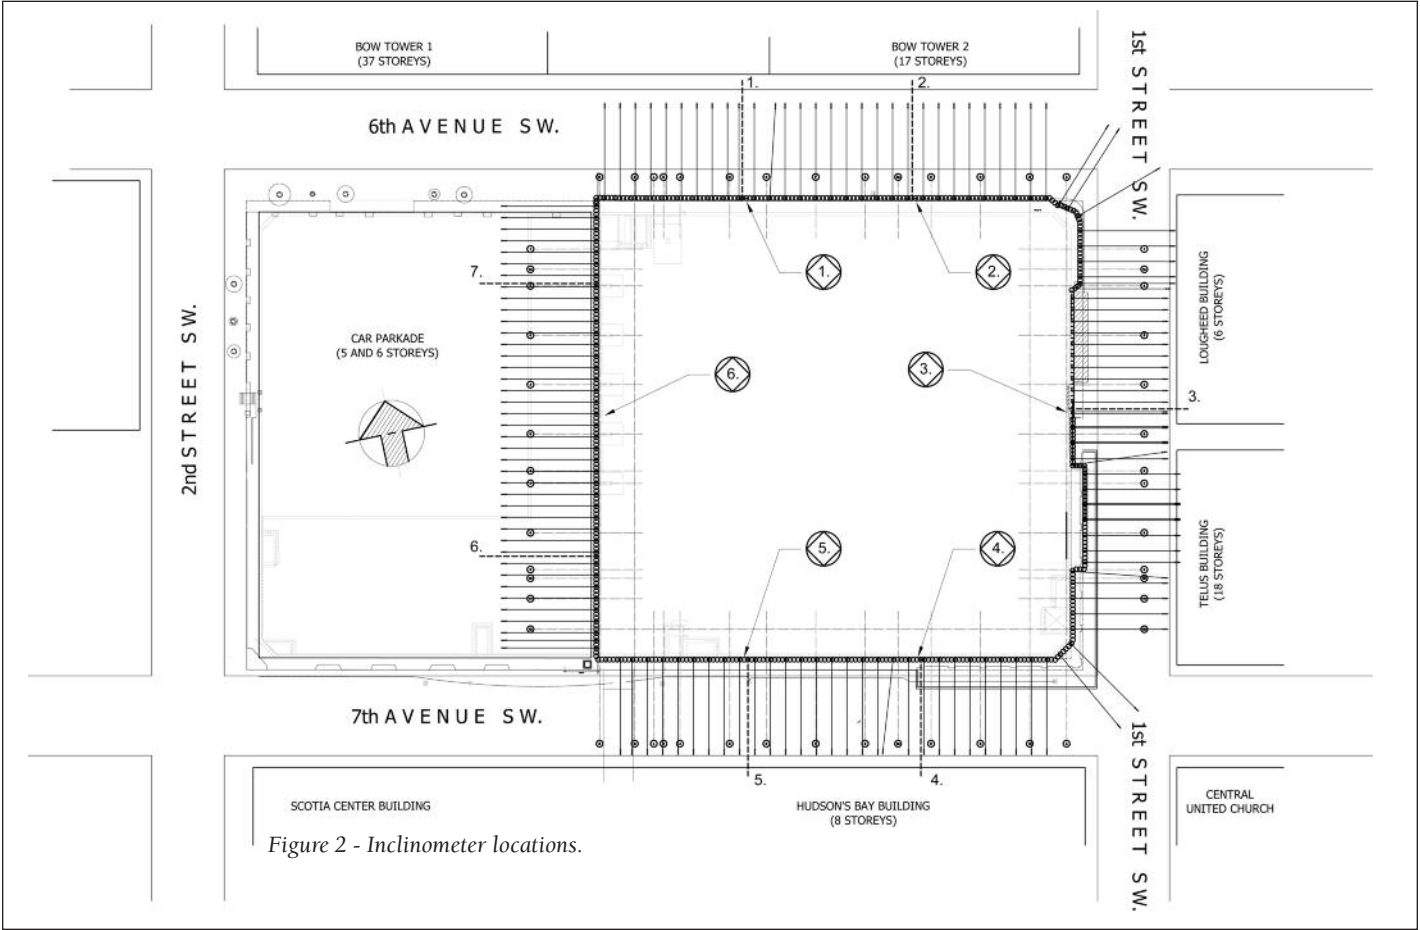 BOW TOWER 1
(37 STOREYS)
BOW TOWER 2
(17 STOREYS)
1st STREET SW.
1.
2.
6th AVENUE SW.
7.
1.
2.
LOUGHEED BUILDING
(6 STOREYS)
2nd STREET SW.
CAR PARKADE
(5 AND 6 STOREYS)
6.
3.
3.
6.
5.
4.
TELUS BUILDING
(18 STOREYS)
7th AVENUE SW.
1st STREET SW.
5.
4.
SCOTIA CENTER BUILDING
HUDSON'S BAY BUILDING
(8 STOREYS)
CENTRAL
UNITED CHURCH
Figure 2 - Inclinometer locations.